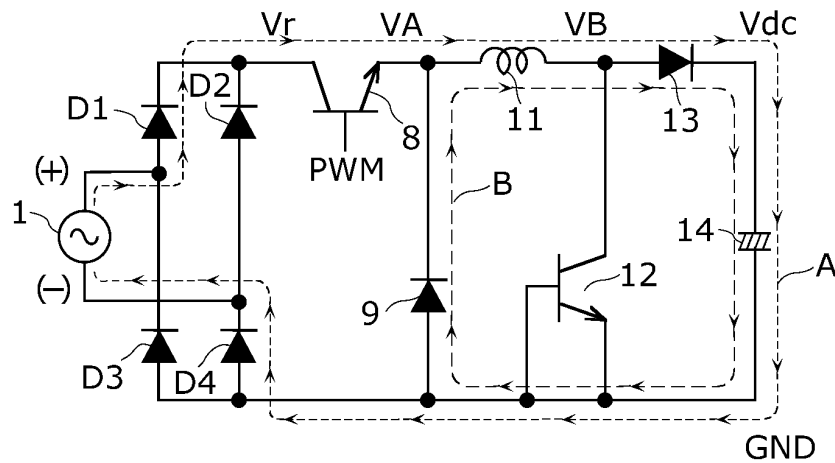 Vr VA VB Vdc
D1 D2
8 11 13
(+) PWM
B
1 14
A
12
(−) 9
D3 D4
GND